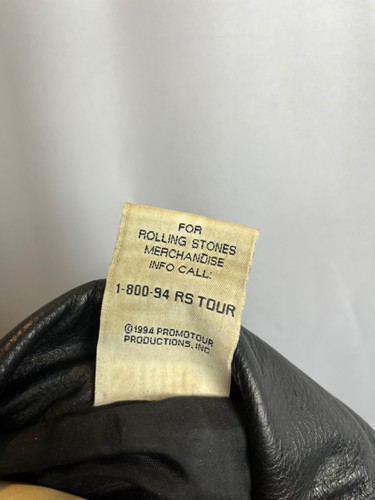 FOR
ROLLING STONES
MERCHANDISE
INFO CALL:
1-800-94 RS TOUR
©1994 PROMOTOUR
PRODUCTIONS, INC